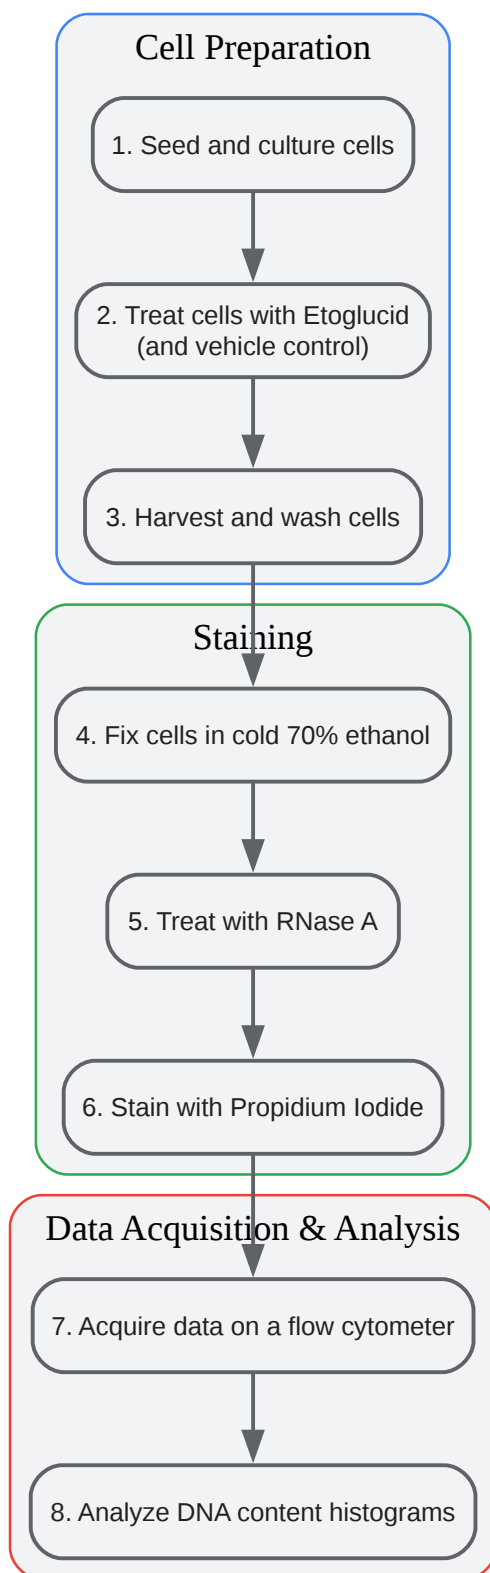 Cell Preparation
1. Seed and culture cells
2. Treat cells with Etoglucid
(and vehicle control)
3. Harvest and wash cells
Staining
4. Fix cells in cold 70% ethanol
5. Treat with RNase A
6. Stain with Propidium Iodide
Data Acquisition & Analysis
7. Acquire data on a flow cytometer
8. Analyze DNA content histograms